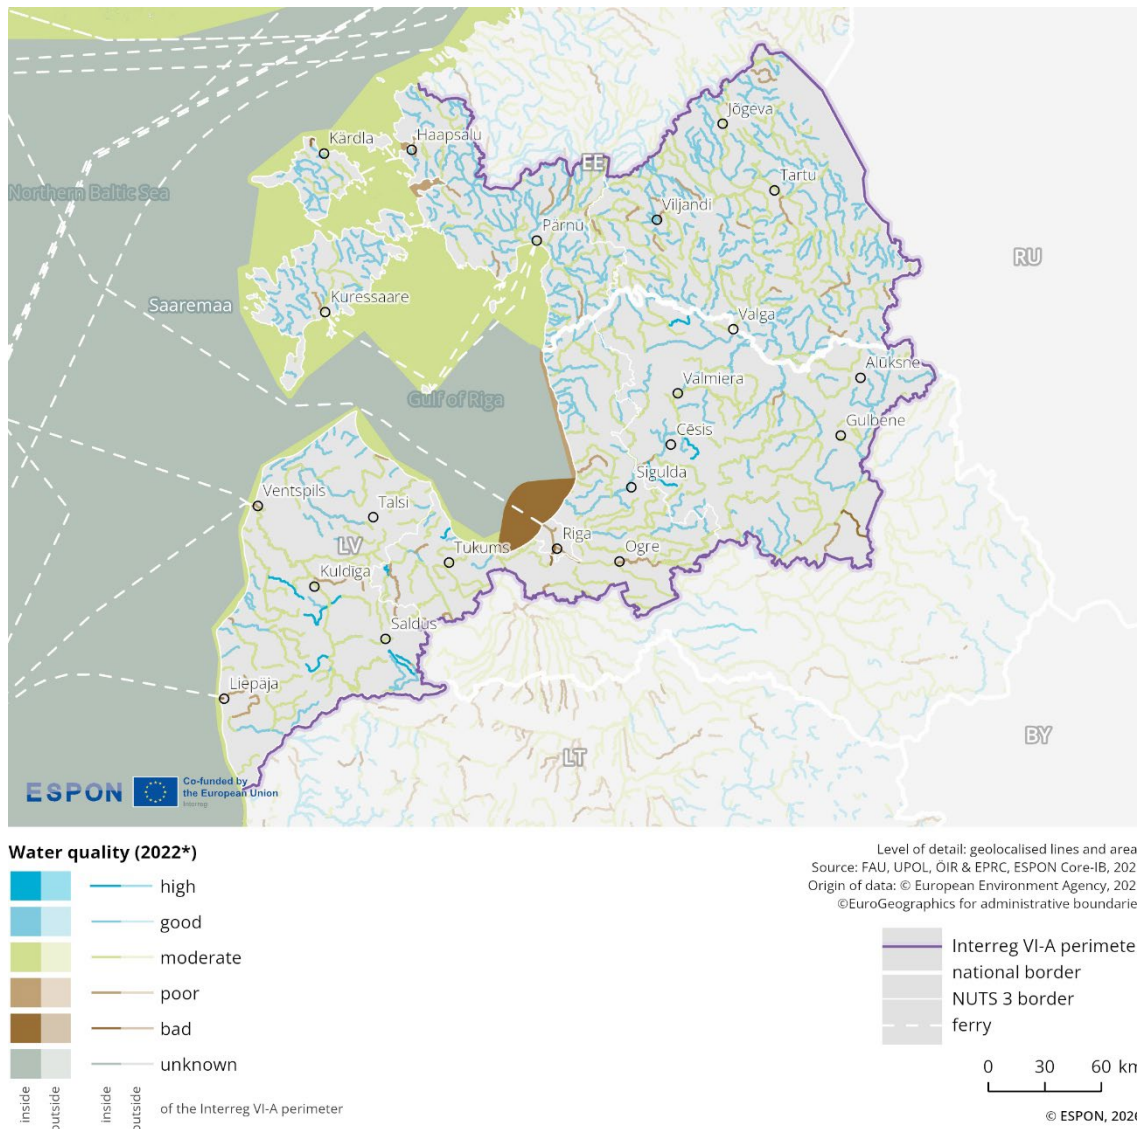 Kärdla
Haapsalu
Jõgeva
EE
Northern Baltic Sea
Tartu
Viljandi
Pärnu
RU
Saaremaa
Kuressaare
Valga
Alūksne
Gulf of Riga
Valmiera
Gulbene
Cēsis
Sigulda
Ventspils
Talsi
LV
Riga
Ogre
Tukums
Kuldīga
Saldus
Liepāja
BY
LT
ESPON
Co-funded by
the European Union
Interreg
Water quality (2022*)
high
good
moderate
poor
bad
unknown
inside
outside
inside
outside
of the Interreg VI-A perimeter
Level of detail: geolocalised lines and area
Source: FAU, UPOL, ÖIR & EPRC, ESPON Core-IB, 202
Origin of data: © European Environment Agency, 202
©EuroGeographics for administrative boundarie
Interreg VI-A perimete
national border
NUTS 3 border
ferry
0 30 60 km
© ESPON, 2026